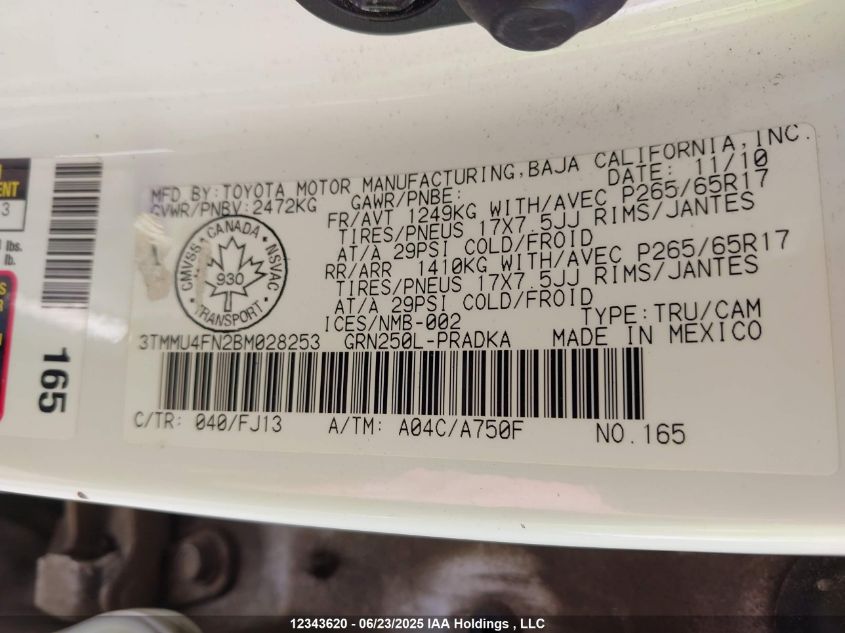 MFD BY:TOYOTA MOTOR MANUFACTURING,BAJA CALIFORNIA,INC.
DATE: 11/10
GVWR/PNBV:2472KG
GAWR/PNBE:
FR/AVT 1249KG WITH/AVEC P265/65R17
TIRES/PNEUS 17X7.5JJ RIMS/JANTES
AT/A 29PSI COLD/FROID
RR/ARR 1410KG WITH/AVEC P265/65R17
TIRES/PNEUS 17X7.5JJ RIMS/JANTES
AT/A 29PSI COLD/FROID
ICES/NMB-002
TYPE:TRU/CAM
CMVSS CANADA NSVAC
930
TRANSPORT
3TMMU4FN2BM028253
GRN250L-PRADKA
MADE IN MEXICO
C/TR: 040/FJ13
A/TM: A04C/A750F
NO.165
lbs.
lb.
165
12343620 - 06/23/2025 IAA Holdings , LLC